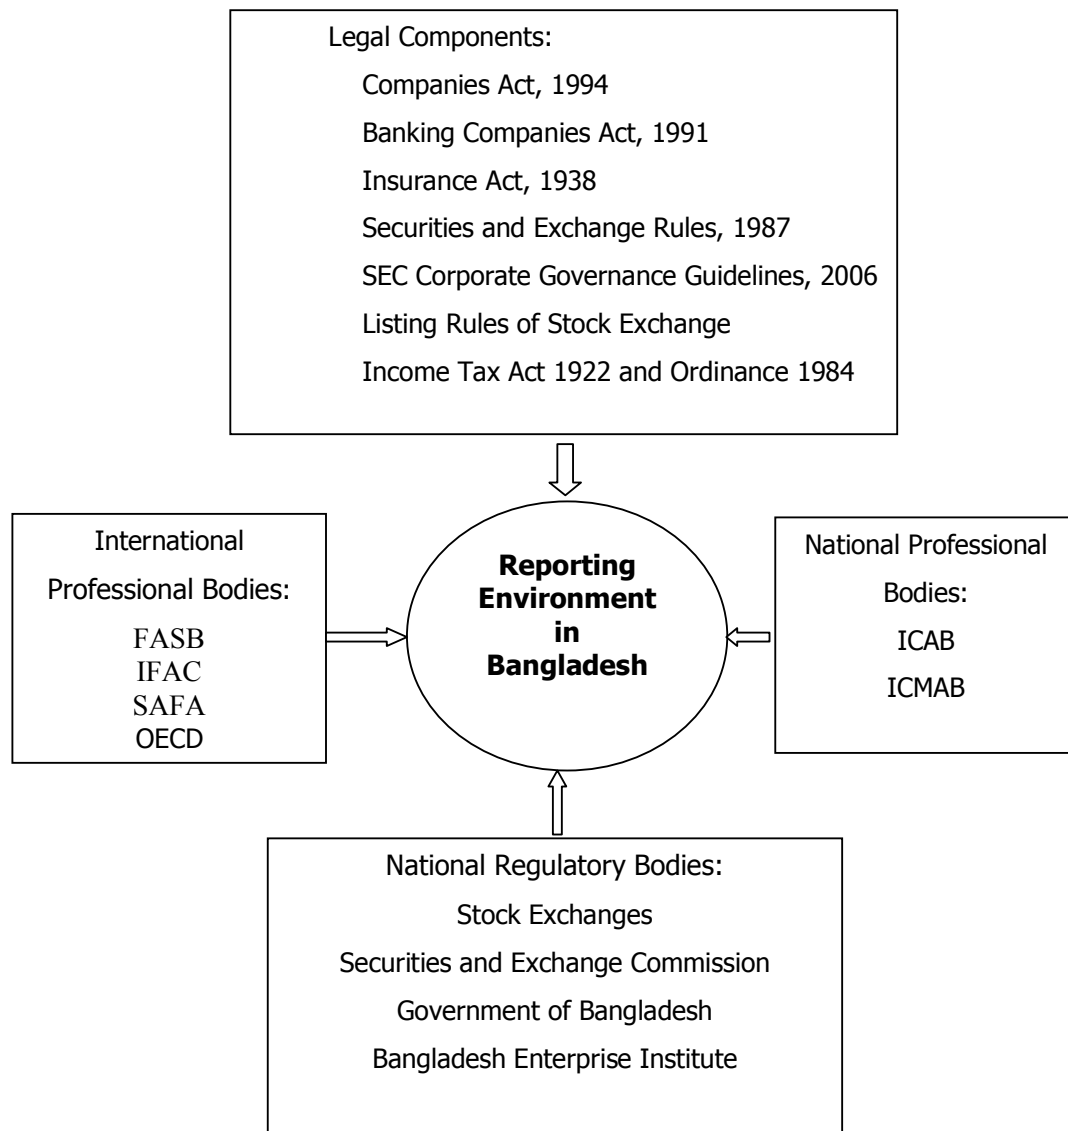 Legal Components:
Companies Act, 1994
Banking Companies Act, 1991
Insurance Act, 1938
Securities and Exchange Rules, 1987
SEC Corporate Governance Guidelines, 2006
Listing Rules of Stock Exchange
Income Tax Act 1922 and Ordinance 1984
International
Professional Bodies:
FASB
IFAC
SAFA
OECD
Reporting
Environment
in
Bangladesh
National Professional
Bodies:
ICAB
ICMAB
National Regulatory Bodies:
Stock Exchanges
Securities and Exchange Commission
Government of Bangladesh
Bangladesh Enterprise Institute